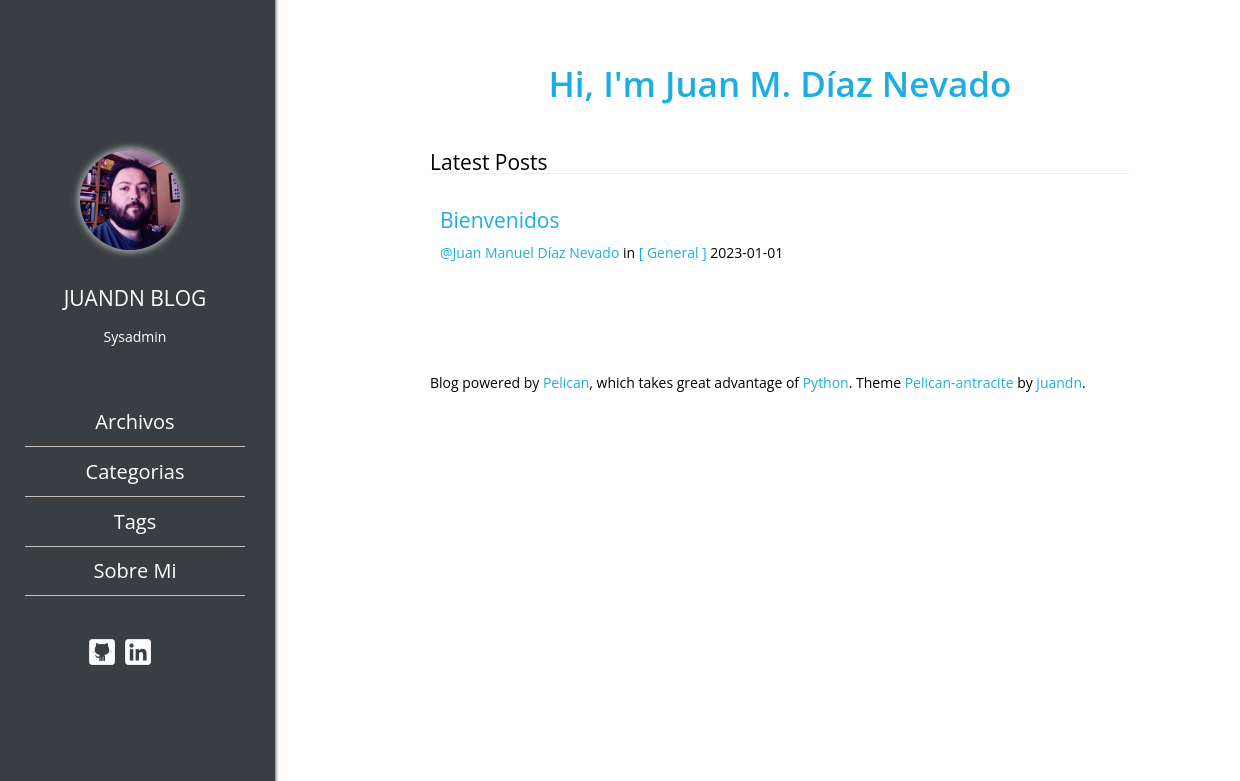 JUANDN BLOG
Sysadmin
Archivos
Categorias
Tags
Sobre Mi
Hi, I'm Juan M. Díaz Nevado
Latest Posts
Bienvenidos
@Juan Manuel Díaz Nevado in [ General ] 2023-01-01
Blog powered by Pelican, which takes great advantage of Python. Theme Pelican-antracite by juandn.